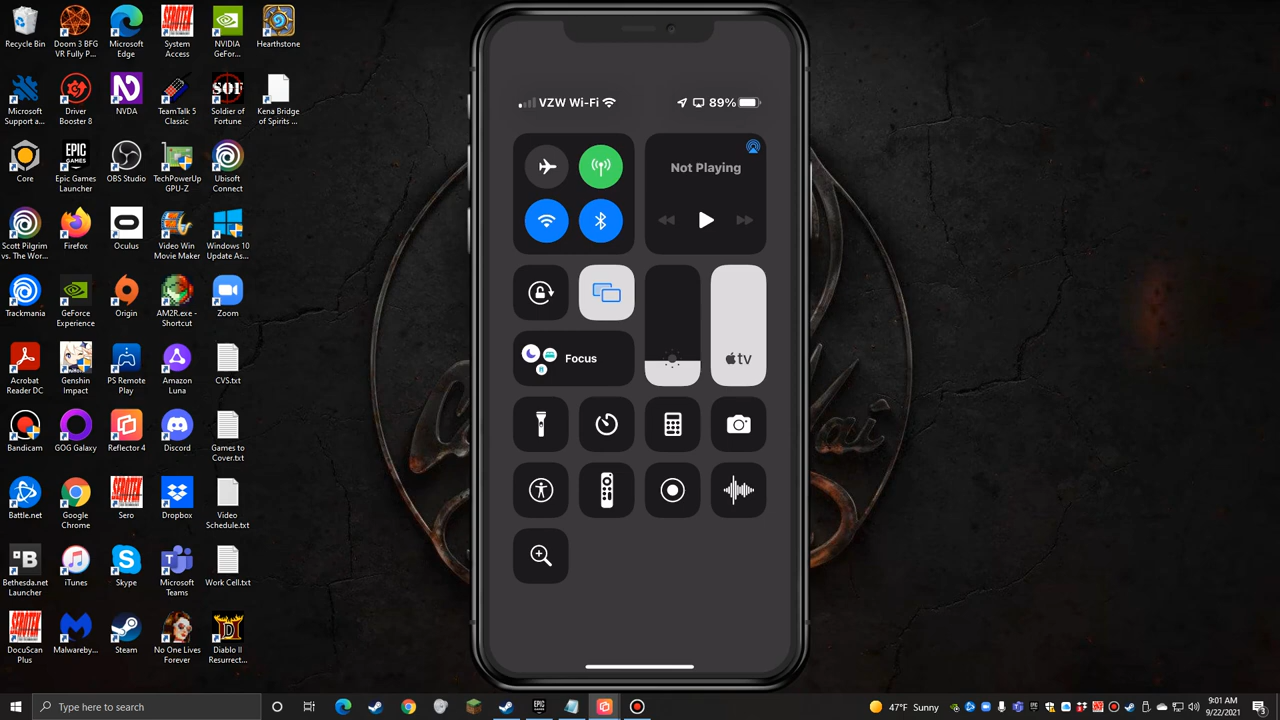 Recycle Bin
Doom 3 BFG
VR Fully P...
Microsoft
Edge
SEROTEK
System
Access
NVIDIA
GeFor...
Hearthstone
Microsoft
Support a...
Driver
Booster 8
NVDA
TeamTalk 5
Classic
SOF
Soldier of
Fortune
Kena Bridge
of Spirits ...
Core
EPIC
GAMES
Epic Games
Launcher
OBS Studio
TechPowerUp
GPU-Z
Ubisoft
Connect
Scott Pilgrim
vs. The Wor...
Firefox
Oculus
Video Win
Movie Maker
Windows 10
Update As...
Trackmania
GeForce
Experience
Origin
AM2R.exe -
Shortcut
Zoom
Acrobat
Reader DC
Genshin
Impact
PS Remote
Play
Amazon
Luna
CVS.txt
Bandicam
GOG Galaxy
Reflector 4
Discord
Games to
Cover.txt
Battle.net
Google
Chrome
SEROTEK
Sero
Dropbox
Video
Schedule.txt
B
Bethesda.net
Launcher
iTunes
Skype
Microsoft
Teams
Work Cell.txt
SEROTEK
DocuScan
Plus
Malwareby...
Steam
No One Lives
Forever
Diablo II
Resurrect...
VZW Wi-Fi
89%
Not Playing
Focus
tv
Type here to search
EPIC
47°F Sunny
9:01 AM
9/22/2021